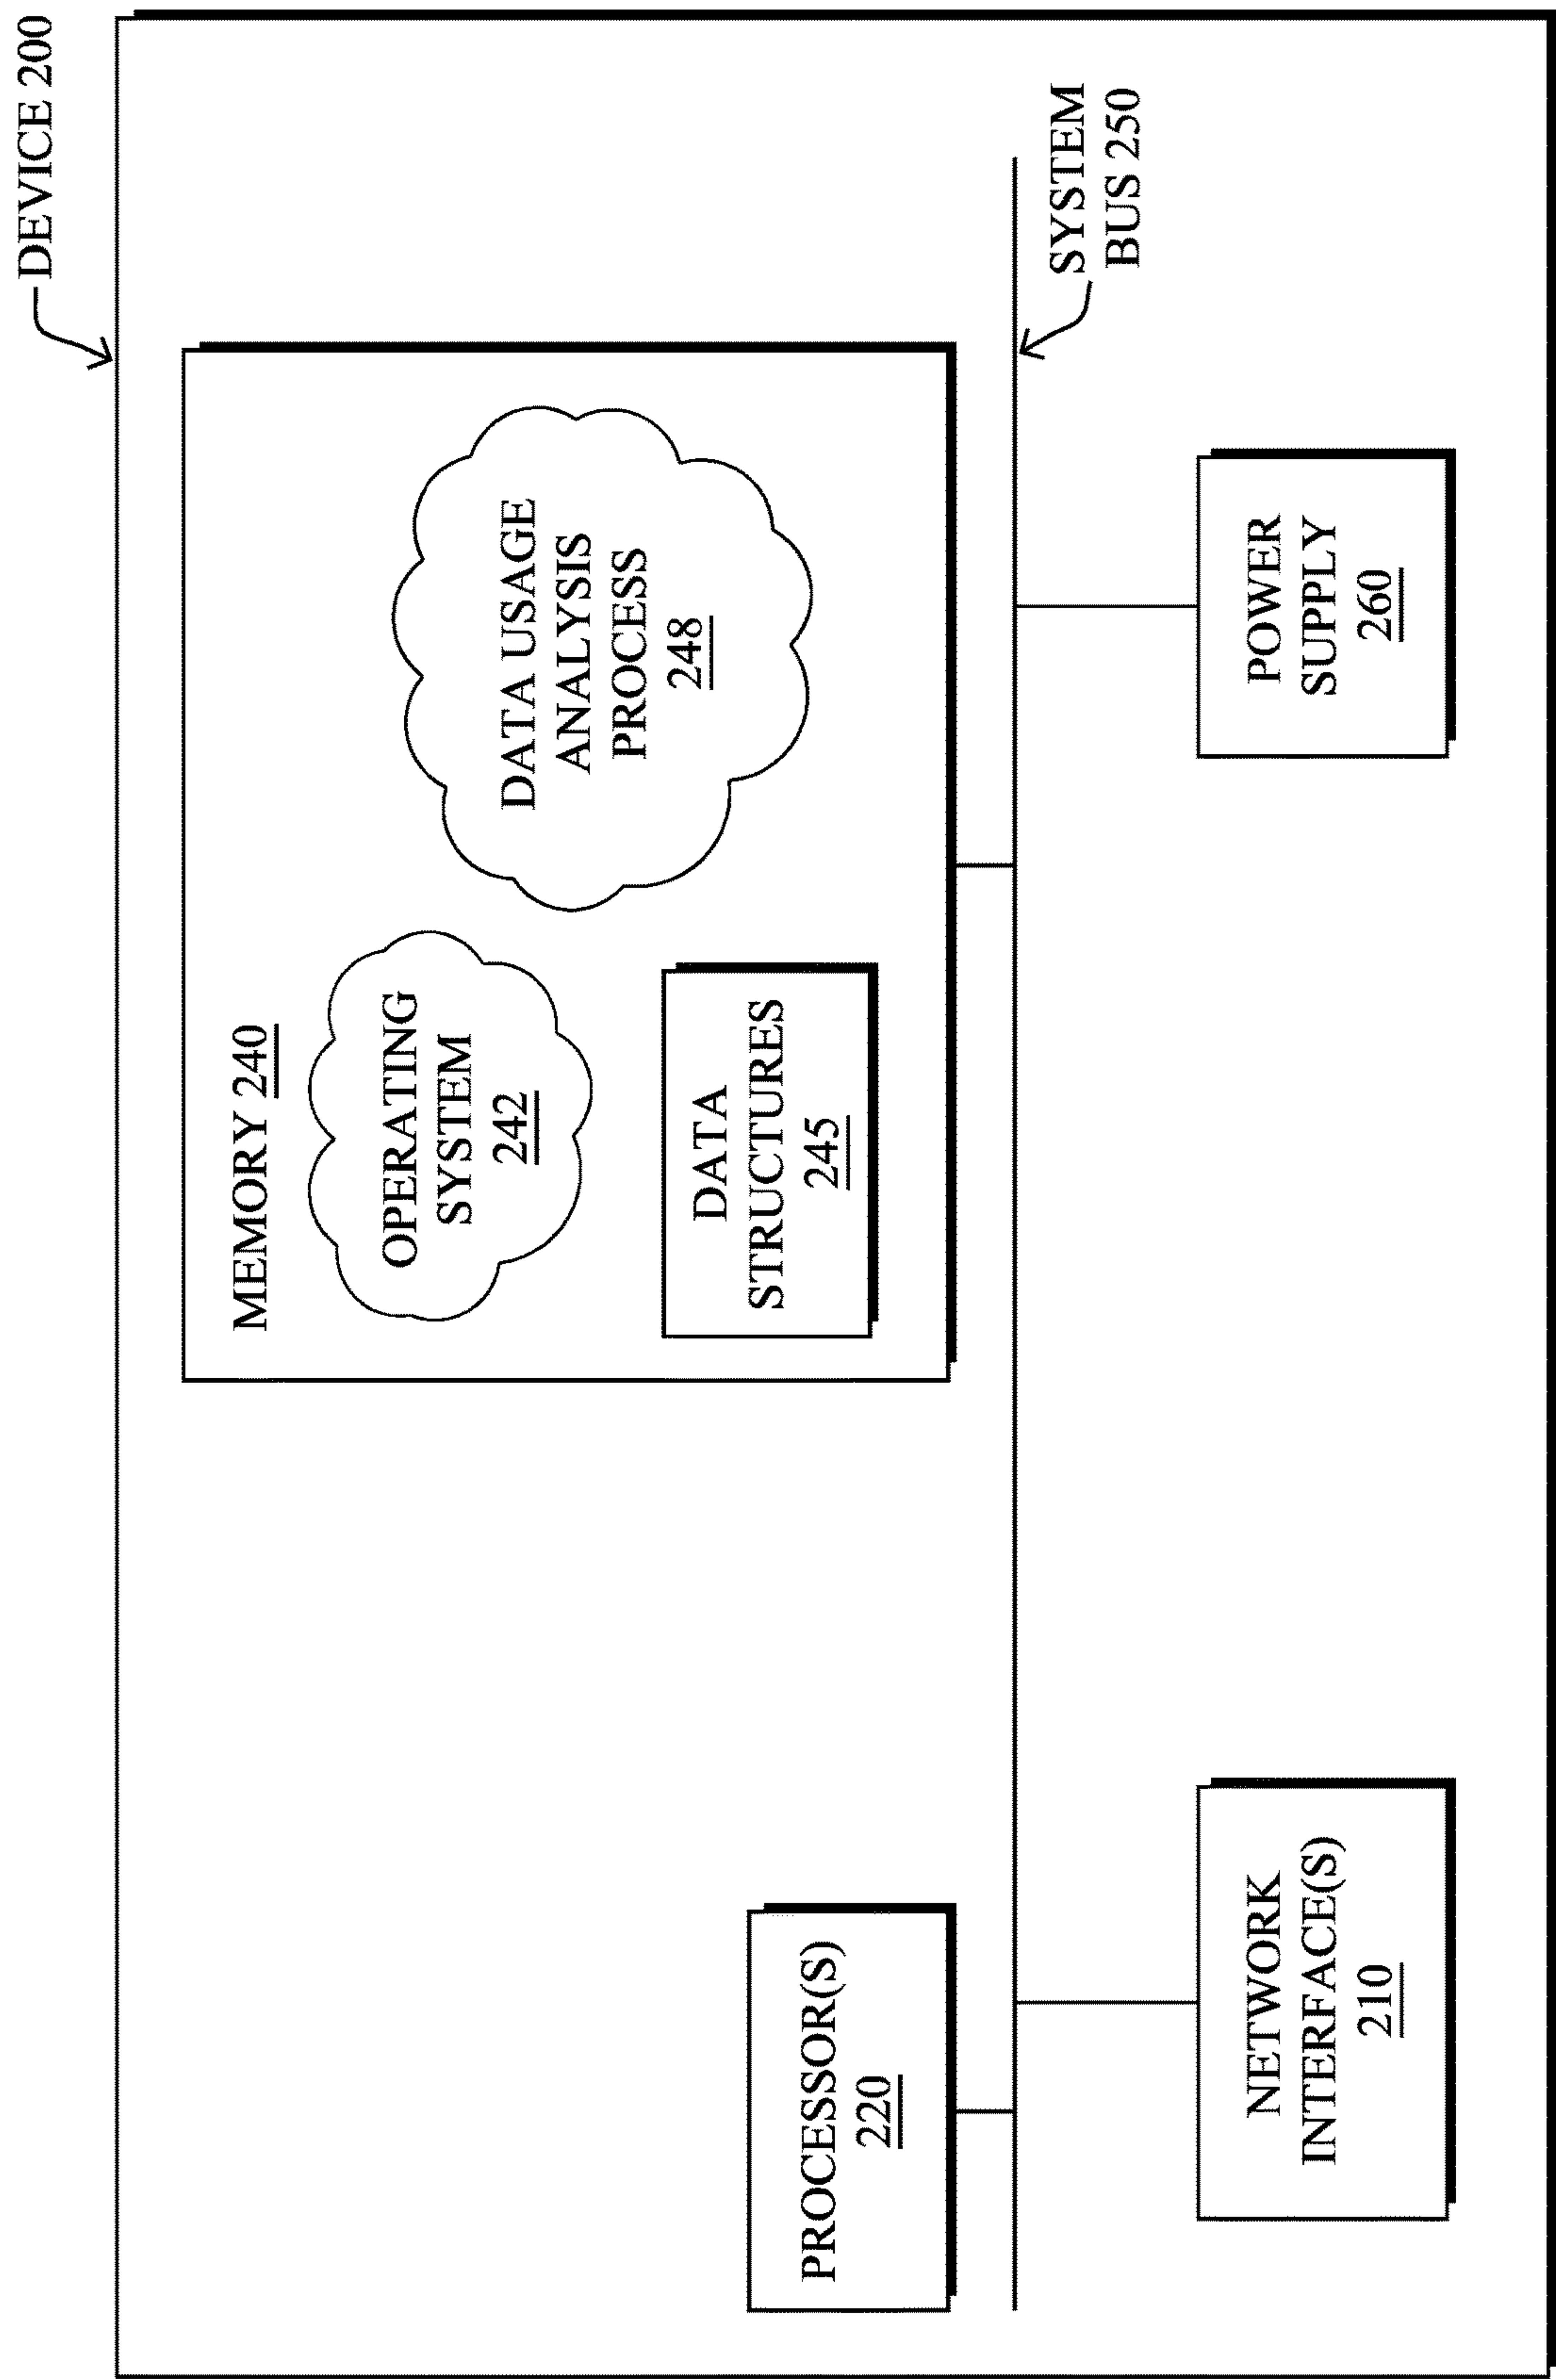 DEVICE 200
MEMORY 240
OPERATING
SYSTEM
242
DATA USAGE
ANALYSIS
PROCESS
248
DATA
STRUCTURES
245
PROCESSOR(S)
220
SYSTEM
BUS 250
NETWORK
INTERFACE(S)
210
POWER
SUPPLY
260